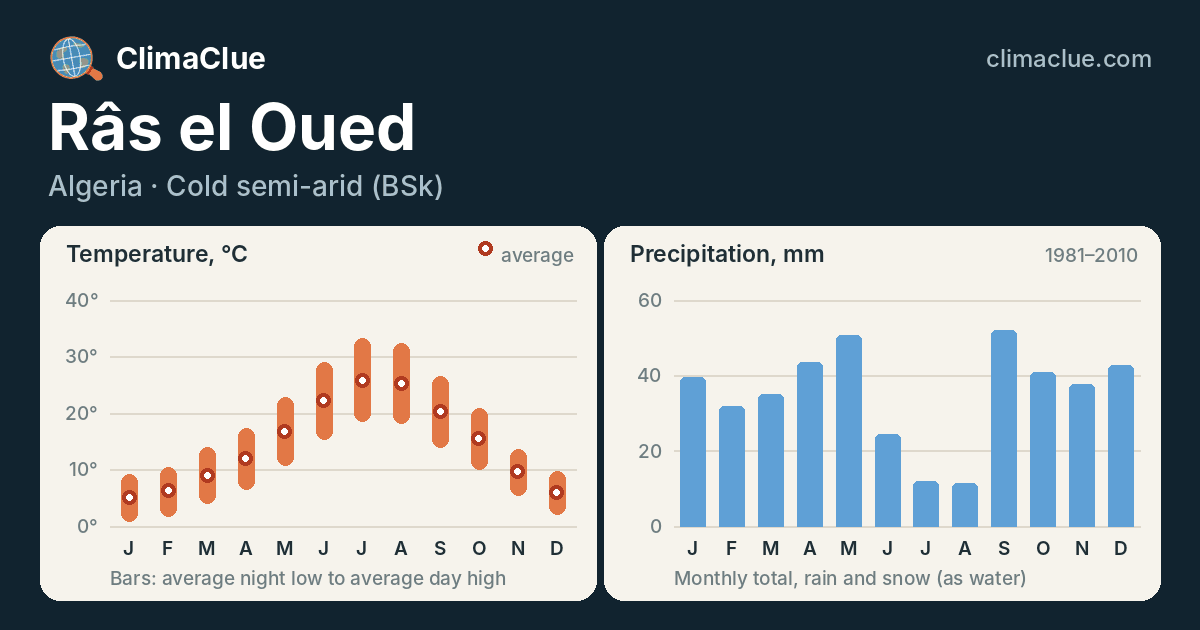 ClimaClue
climaclue.com
Râs el Oued
Algeria · Cold semi-arid (BSk)
Temperature, °C
average
40°
30°
20°
10°
0°
J F M A M J J A S O N D
Bars: average night low to average day high
Precipitation, mm
1981–2010
60
40
20
0
J F M A M J J A S O N D
Monthly total, rain and snow (as water)